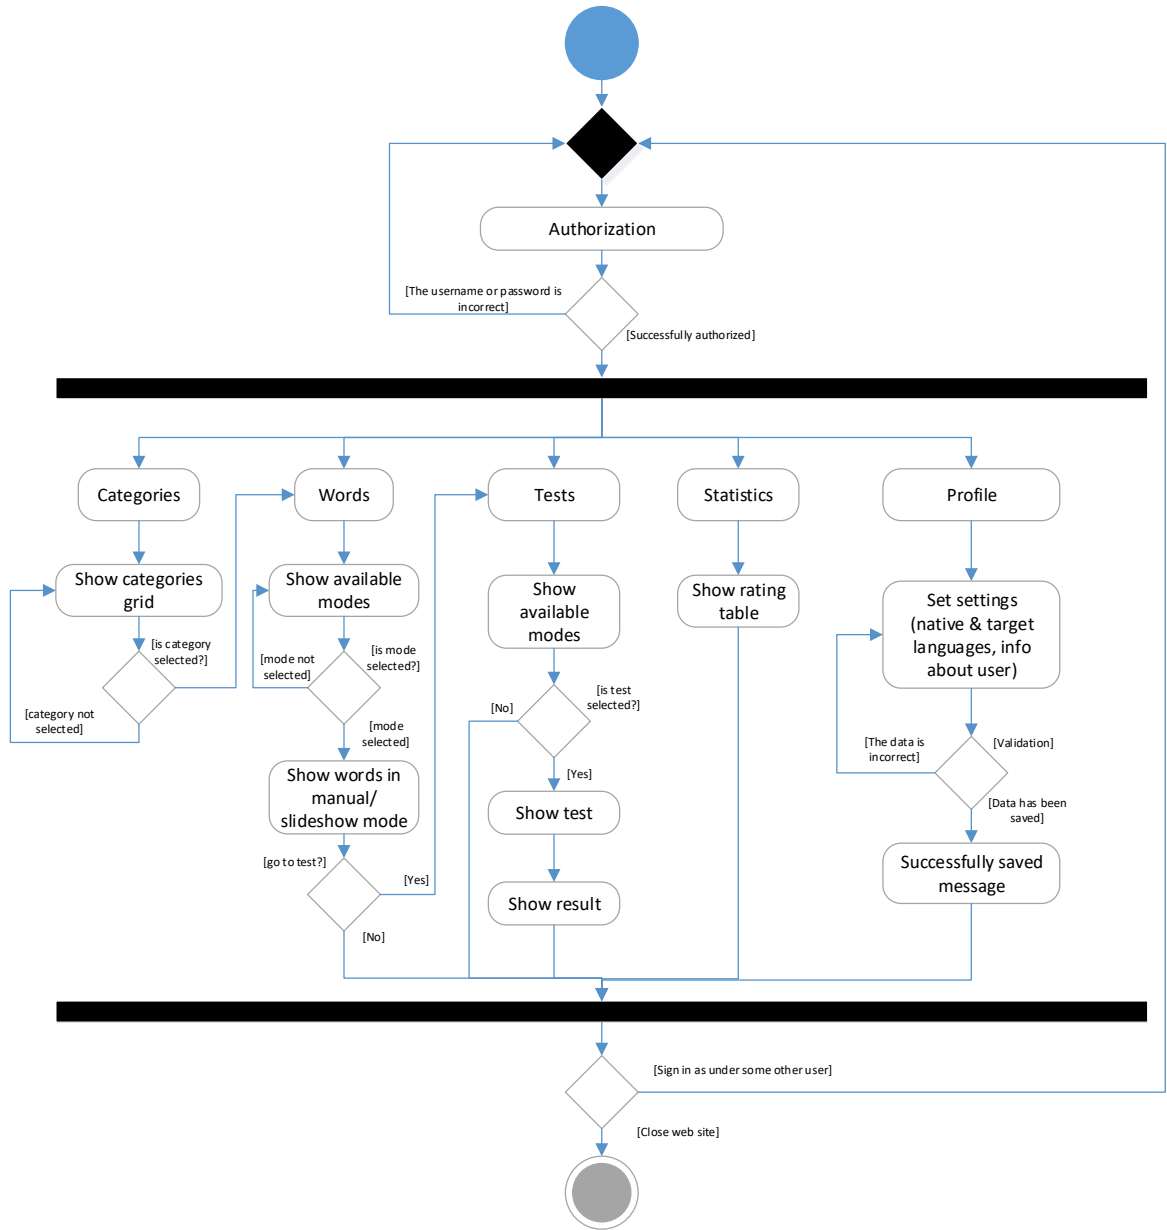 Authorization
[The username or password is
incorrect]
[Successfully authorized]
Categories
Words
Tests
Statistics
Profile
Show categories
grid
[is category
selected?]
[category not
selected]
Show available
modes
[mode not
selected]
[is mode
selected?]
[mode
selected]
Show words in
manual/
slideshow mode
[go to test?]
[Yes]
[No]
Show
available
modes
[is test
selected?]
[No]
[Yes]
Show test
Show result
Show rating
table
Set settings
(native & target
languages, info
about user)
[The data is
incorrect]
[Validation]
[Data has been
saved]
Successfully saved
message
[Sign in as under some other user]
[Close web site]